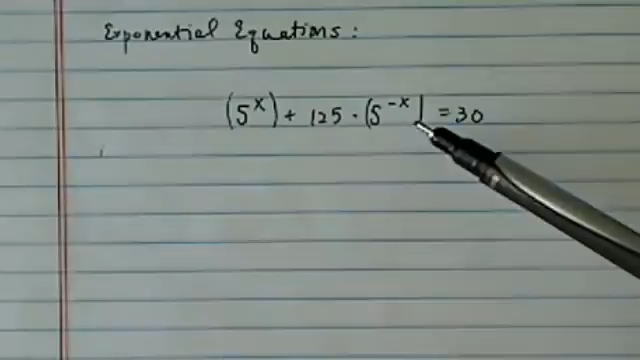 Exponential Equations:
(5^x) + 125 · (5^-x) = 30